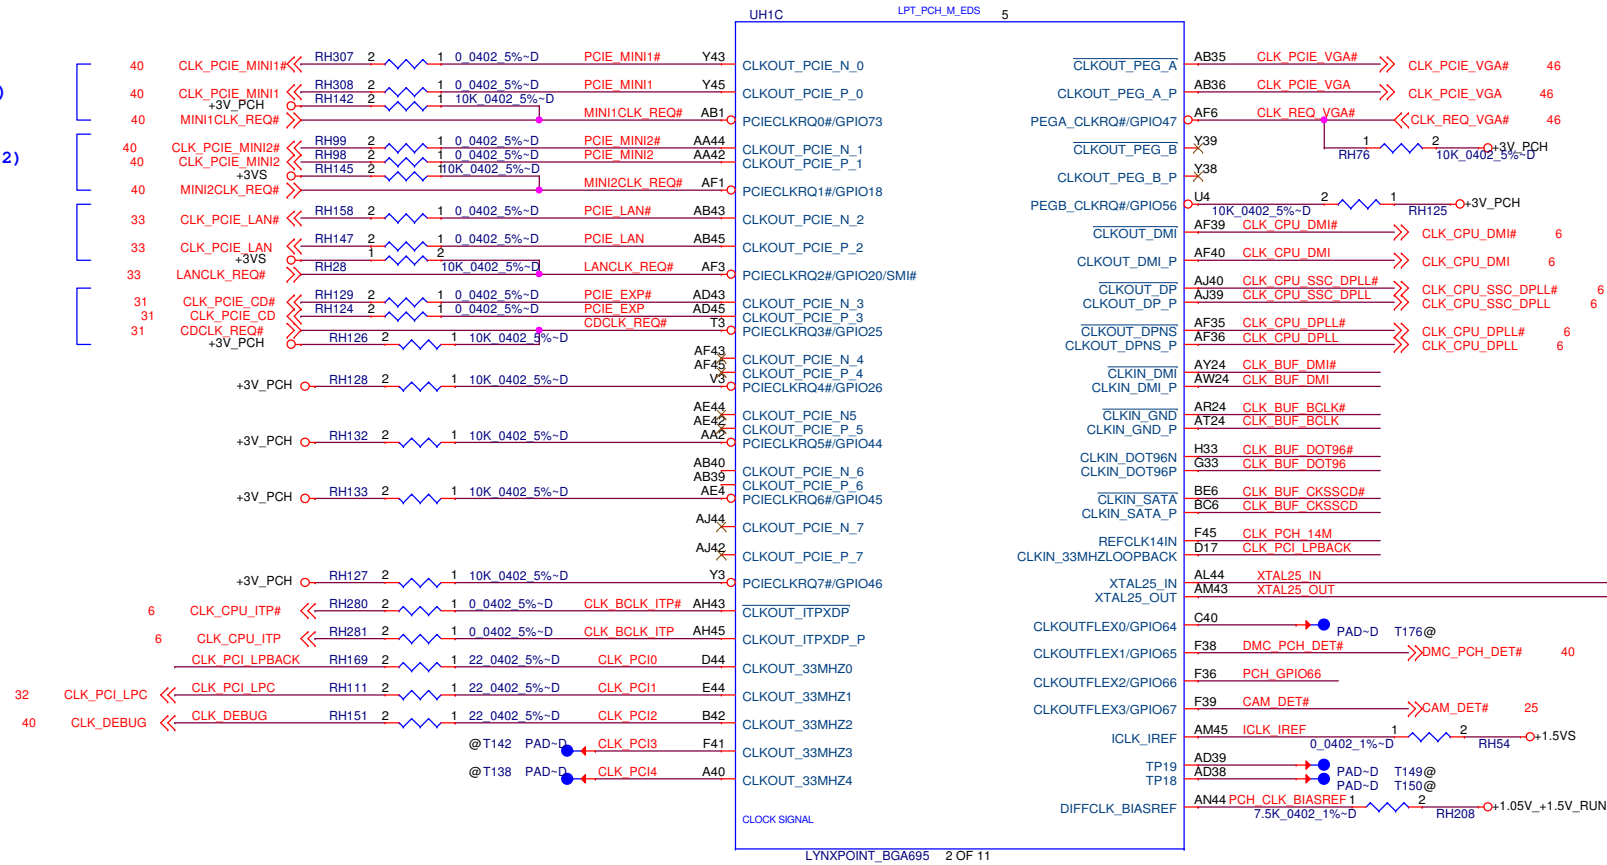 UH1C LPT_PCH_M_EDS 5
40 CLK_PCIE_MINI1# RH307 2 1 0_0402_5%~D PCIE_MINI1# Y43 CLKOUT_PCIE_N_0
) 40 CLK_PCIE_MINI1 RH308 2 1 0_0402_5%~D PCIE_MINI1 Y45 CLKOUT_PCIE_P_0
+3V_PCH RH142 2 1 10K_0402_5%~D
40 MINI1CLK_REQ# MINI1CLK_REQ# AB1 PCIECLKRQ0#/GPIO73
40 CLK_PCIE_MINI2# RH99 2 1 0_0402_5%~D PCIE_MINI2# AA44 CLKOUT_PCIE_N_1
2) 40 CLK_PCIE_MINI2 RH98 2 1 0_0402_5%~D PCIE_MINI2 AA42 CLKOUT_PCIE_P_1
+3VS RH145 2 1 10K_0402_5%~D
40 MINI2CLK_REQ# MINI2CLK_REQ# AF1 PCIECLKRQ1#/GPIO18
33 CLK_PCIE_LAN# RH158 2 1 0_0402_5%~D PCIE_LAN# AB43 CLKOUT_PCIE_N_2
33 CLK_PCIE_LAN RH147 2 1 0_0402_5%~D PCIE_LAN AB45 CLKOUT_PCIE_P_2
+3VS 1 2
33 LANCLK_REQ# RH28 10K_0402_5%~D LANCLK_REQ# AF3 PCIECLKRQ2#/GPIO20/SMI#
31 CLK_PCIE_CD# RH129 2 1 0_0402_5%~D PCIE_EXP# AD43 CLKOUT_PCIE_N_3
31 CLK_PCIE_CD RH124 2 1 0_0402_5%~D PCIE_EXP AD45 CLKOUT_PCIE_P_3
31 CDCLK_REQ# CDCLK_REQ# T3 PCIECLKRQ3#/GPIO25
+3V_PCH RH126 2 1 10K_0402_5%~D
AF43 CLKOUT_PCIE_N_4
AF45 CLKOUT_PCIE_P_4
+3V_PCH RH128 2 1 10K_0402_5%~D V3 PCIECLKRQ4#/GPIO26
AE44 CLKOUT_PCIE_N5
AE42 CLKOUT_PCIE_P_5
+3V_PCH RH132 2 1 10K_0402_5%~D AA2 PCIECLKRQ5#/GPIO44
AB40 CLKOUT_PCIE_N_6
AB39 CLKOUT_PCIE_P_6
+3V_PCH RH133 2 1 10K_0402_5%~D AE4 PCIECLKRQ6#/GPIO45
AJ44 CLKOUT_PCIE_N_7
AJ42 CLKOUT_PCIE_P_7
+3V_PCH RH127 2 1 10K_0402_5%~D Y3 PCIECLKRQ7#/GPIO46
6 CLK_CPU_ITP# RH280 2 1 0_0402_5%~D CLK_BCLK_ITP# AH43 CLKOUT_ITPXDP
6 CLK_CPU_ITP RH281 2 1 0_0402_5%~D CLK_BCLK_ITP AH45 CLKOUT_ITPXDP_P
CLK_PCI_LPBACK RH169 2 1 22_0402_5%~D CLK_PCI0 D44 CLKOUT_33MHZ0
32 CLK_PCI_LPC CLK_PCI_LPC RH111 2 1 22_0402_5%~D CLK_PCI1 E44 CLKOUT_33MHZ1
40 CLK_DEBUG CLK_DEBUG RH151 2 1 22_0402_5%~D CLK_PCI2 B42 CLKOUT_33MHZ2
@T142 PAD~D CLK_PCI3 F41 CLKOUT_33MHZ3
@T138 PAD~D CLK_PCI4 A40 CLKOUT_33MHZ4
CLOCK SIGNAL
CLKOUT_PEG_A AB35 CLK_PCIE_VGA# CLK_PCIE_VGA# 46
CLKOUT_PEG_A_P AB36 CLK_PCIE_VGA CLK_PCIE_VGA 46
PEGA_CLKRQ#/GPIO47 AF6 CLK_REQ_VGA# CLK_REQ_VGA# 46
CLKOUT_PEG_B Y39 RH76 1 2 10K_0402_5%~D +3V_PCH
CLKOUT_PEG_B_P Y38
PEGB_CLKRQ#/GPIO56 U4 10K_0402_5%~D 2 1 RH125 +3V_PCH
CLKOUT_DMI AF39 CLK_CPU_DMI# CLK_CPU_DMI# 6
CLKOUT_DMI_P AF40 CLK_CPU_DMI CLK_CPU_DMI 6
CLKOUT_DP AJ40 CLK_CPU_SSC_DPLL# CLK_CPU_SSC_DPLL# 6
CLKOUT_DP_P AJ39 CLK_CPU_SSC_DPLL CLK_CPU_SSC_DPLL 6
CLKOUT_DPNS AF35 CLK_CPU_DPLL# CLK_CPU_DPLL# 6
CLKOUT_DPNS_P AF36 CLK_CPU_DPLL CLK_CPU_DPLL 6
CLKIN_DMI AY24 CLK_BUF_DMI#
CLKIN_DMI_P AW24 CLK_BUF_DMI
CLKIN_GND AR24 CLK_BUF_BCLK#
CLKIN_GND_P AT24 CLK_BUF_BCLK
CLKIN_DOT96N H33 CLK_BUF_DOT96#
CLKIN_DOT96P G33 CLK_BUF_DOT96
CLKIN_SATA BE6 CLK_BUF_CKSSCD#
CLKIN_SATA_P BC6 CLK_BUF_CKSSCD
REFCLK14IN F45 CLK_PCH_14M
CLKIN_33MHZLOOPBACK D17 CLK_PCI_LPBACK
XTAL25_IN AL44 XTAL25_IN
XTAL25_OUT AM43 XTAL25_OUT
CLKOUTFLEX0/GPIO64 C40 PAD~D T176@
CLKOUTFLEX1/GPIO65 F38 DMC_PCH_DET# DMC_PCH_DET# 40
CLKOUTFLEX2/GPIO66 F36 PCH_GPIO66
CLKOUTFLEX3/GPIO67 F39 CAM_DET# CAM_DET# 25
ICLK_IREF AM45 ICLK_IREF 0_0402_1%~D 1 2 RH54 +1.5VS
TP19 AD39 PAD~D T149@
TP18 AD38 PAD~D T150@
DIFFCLK_BIASREF AN44 PCH_CLK_BIASREF 7.5K_0402_1%~D 1 2 RH208 +1.05V_+1.5V_RUN
LYNXPOINT_BGA695 2 OF 11